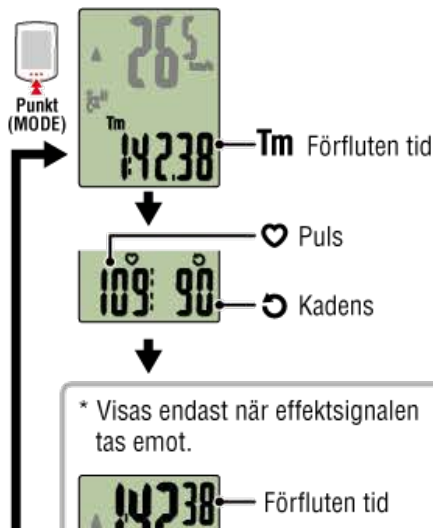 26.5
km/h
Punkt
(MODE)
Tm
1:42.38
Tm Förfluten tid
Puls
109 90
Kadens
* Visas endast när effektsignalen
tas emot.
1:42'38 Förfluten tid